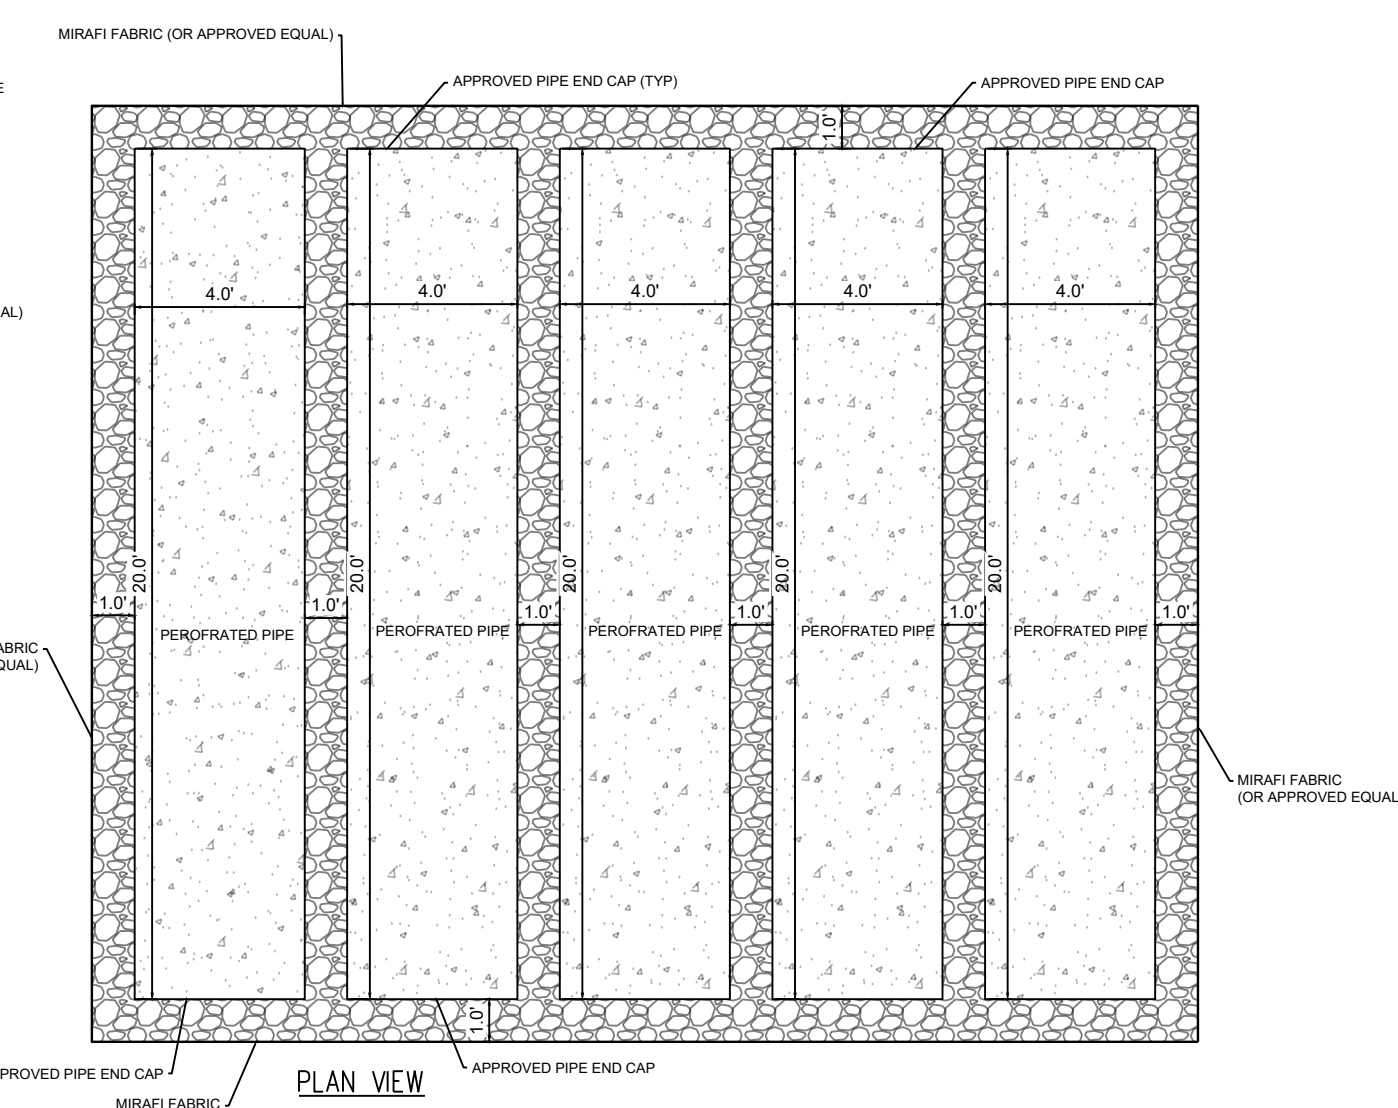 MIRAFI FABRIC (OR APPROVED EQUAL)
APPROVED PIPE END CAP (TYP)
APPROVED PIPE END CAP
E
1.0'
AL)
4.0'
4.0'
4.0'
4.0'
4.0'
20.0'
20.0'
20.0'
20.0'
20.0'
1.0'
1.0'
1.0'
1.0'
1.0'
1.0'
PEROFRATED PIPE
PEROFRATED PIPE
PEROFRATED PIPE
PEROFRATED PIPE
PEROFRATED PIPE
ABRIC
QUAL)
MIRAFI FABRIC
(OR APPROVED EQUAL
1.0'
PROVED PIPE END CAP
APPROVED PIPE END CAP
PLAN VIEW
MIRAFI FABRIC